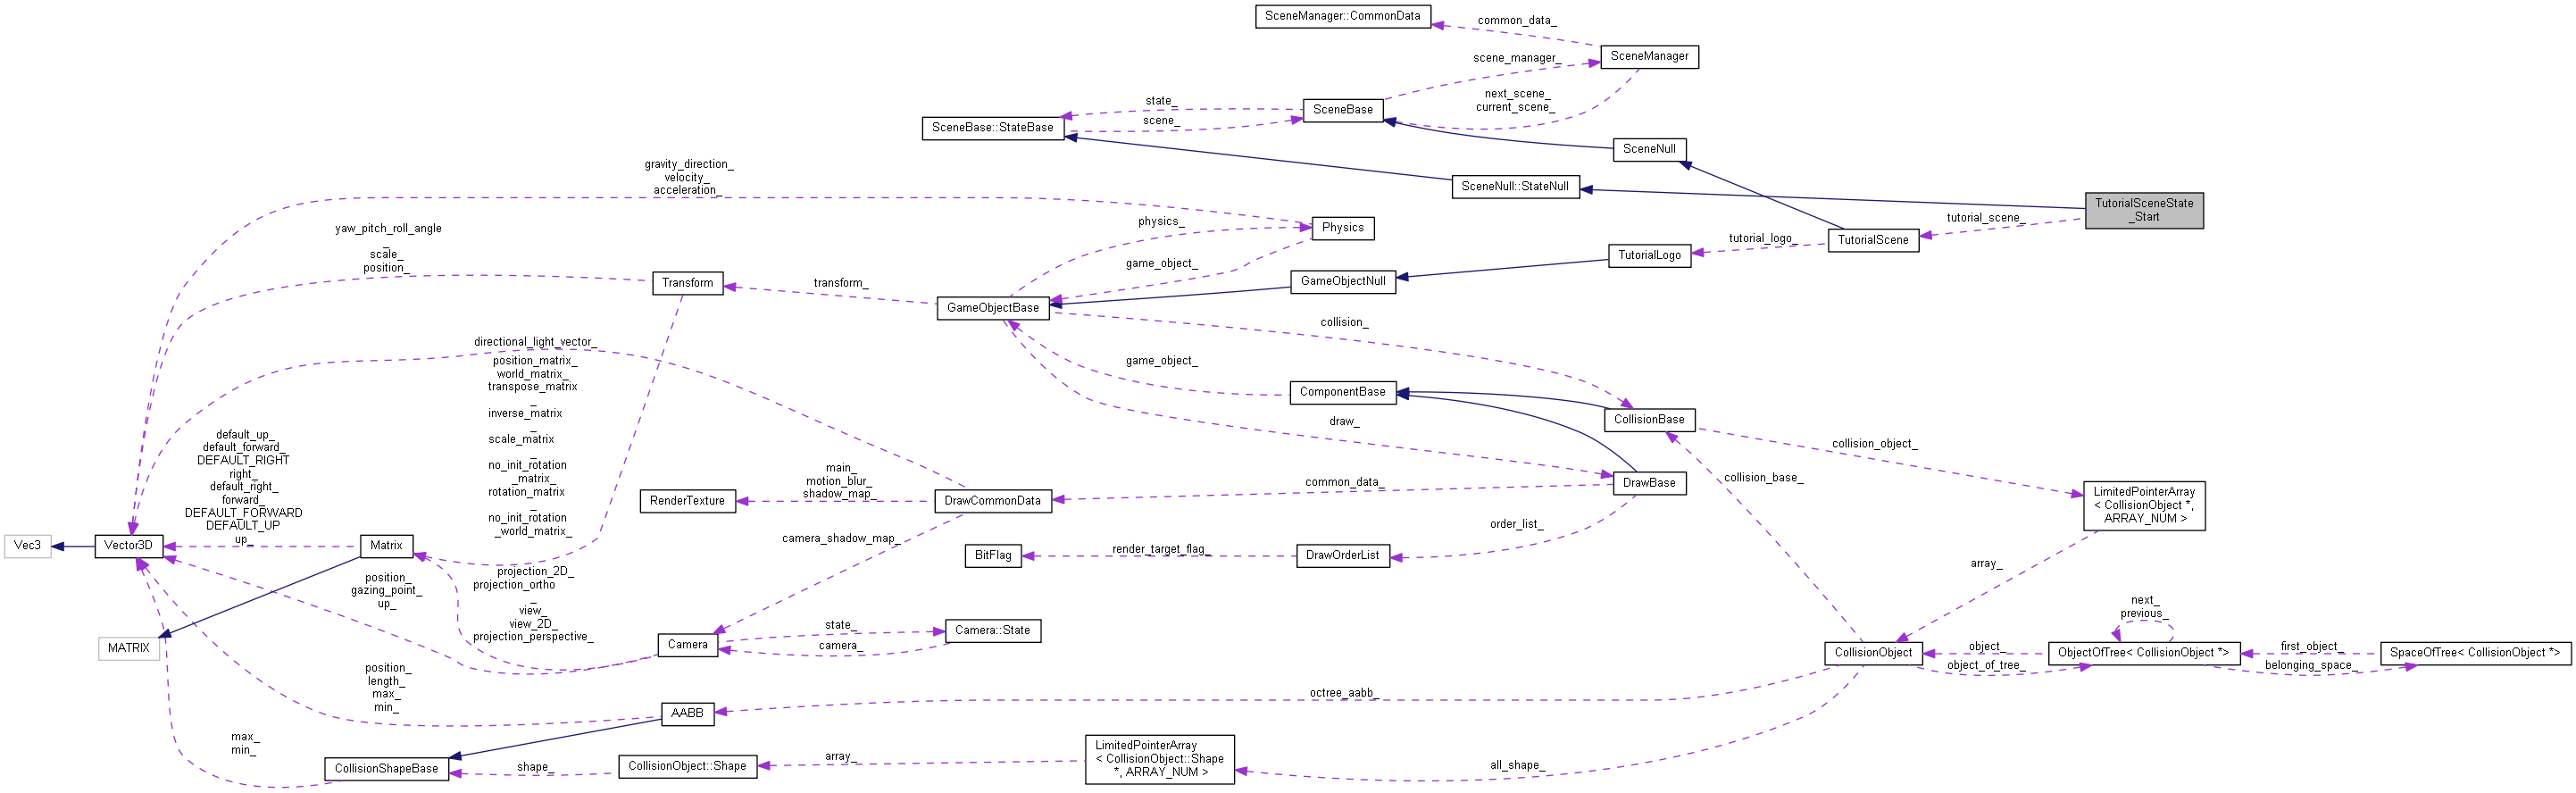 SceneManager::CommonData
common_data_
SceneManager
scene_manager_
next_scene_
current_scene_
state_
scene_
SceneBase
SceneBase::StateBase
SceneNull
gravity_direction_
velocity_
acceleration_
SceneNull::StateNull
TutorialSceneState
_Start
tutorial_scene_
yaw_pitch_roll_angle
_
scale_
position_
physics_
Physics
game_object_
tutorial_logo_
TutorialScene
TutorialLogo
Transform
transform_
GameObjectNull
GameObjectBase
collision_
directional_light_vector_
position_matrix_
world_matrix_
transpose_matrix
_
inverse_matrix
_
scale_matrix
_
no_init_rotation
_matrix_
rotation_matrix
_
no_init_rotation
_world_matrix_
game_object_
ComponentBase
CollisionBase
draw_
collision_object_
default_up_
default_forward_
DEFAULT_RIGHT
right_
default_right_
forward_
DEFAULT_FORWARD
DEFAULT_UP
up_
main_
motion_blur_
shadow_map_
RenderTexture
DrawCommonData
common_data_
DrawBase
collision_base_
LimitedPointerArray
< CollisionObject *,
ARRAY_NUM >
order_list_
Vec3
Vector3D
Matrix
camera_shadow_map_
BitFlag
render_target_flag_
DrawOrderList
array_
position_
gazing_point_
up_
projection_2D_
projection_ortho
_
view_
view_2D_
projection_perspective_
MATRIX
Camera
state_
camera_
Camera::State
next_
previous_
CollisionObject
object_
object_of_tree_
ObjectOfTree< CollisionObject *>
first_object_
belonging_space_
SpaceOfTree< CollisionObject *>
position_
length_
max_
min_
AABB
octree_aabb_
max_
min_
CollisionShapeBase
shape_
CollisionObject::Shape
array_
LimitedPointerArray
< CollisionObject::Shape
*, ARRAY_NUM >
all_shape_